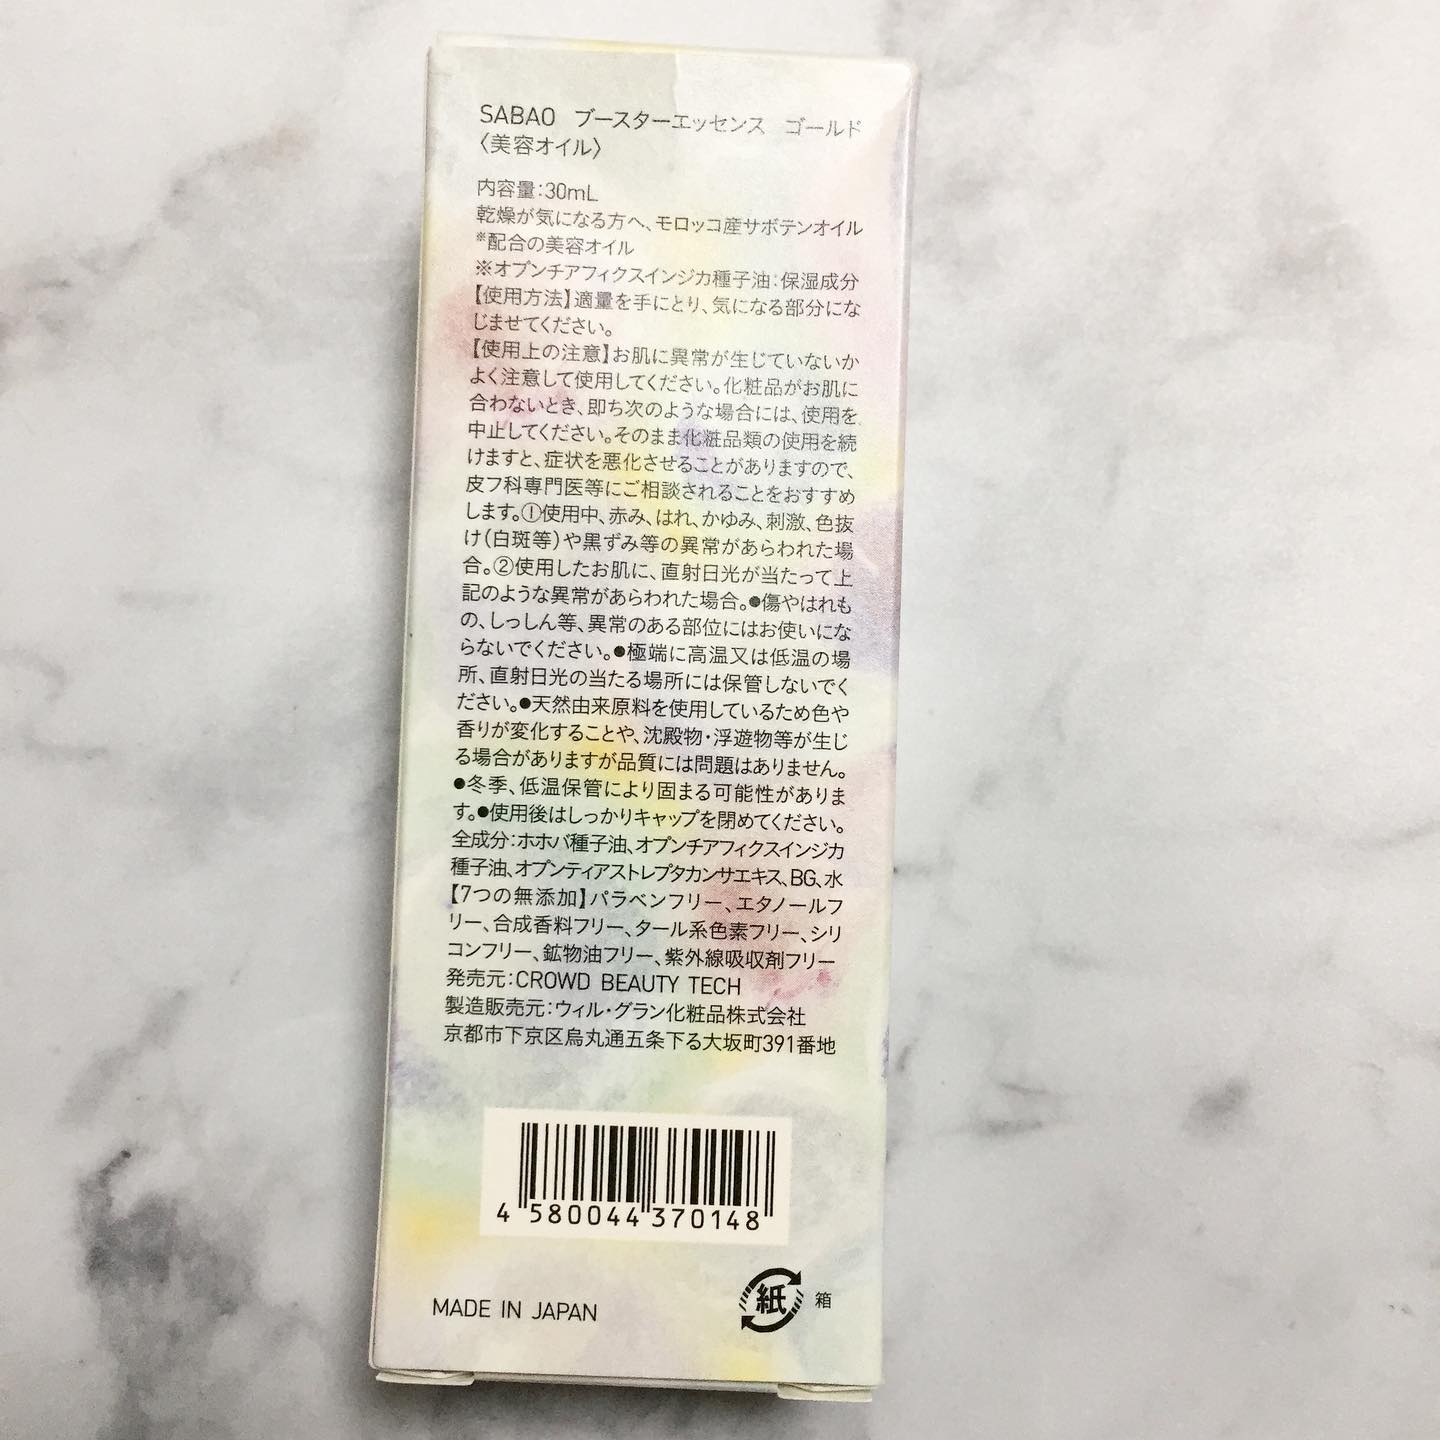 SABAO ブースターエッセンス ゴールド
〈美容オイル〉
内容量:30mL
乾燥が気になる方へ、モロッコ産サボテンオイル
※配合の美容オイル
※オプンチアフィクスインジカ種子油:保湿成分
【使用方法】適量を手にとり、気になる部分にな
じませてください。
【使用上の注意】お肌に異常が生じていないか
よく注意して使用してください。化粧品がお肌に
合わないとき、即ち次のような場合には、使用を
中止してください。そのまま化粧品類の使用を続
けますと、症状を悪化させることがありますので、
皮フ科専門医等にご相談されることをおすすめ
します。①使用中、赤み、はれ、かゆみ、刺激、色抜
け(白斑等)や黒ずみ等の異常があらわれた場
合。②使用したお肌に、直射日光が当たって上
記のような異常があらわれた場合。●傷やはれも
の、しっしん等、異常のある部位にはお使いにな
らないでください。●極端に高温又は低温の場
所、直射日光の当たる場所には保管しないでく
ださい。●天然由来原料を使用しているため色や
香りが変化することや、沈殿物・浮遊物等が生じ
る場合がありますが品質には問題はありません。
●冬季、低温保管により固まる可能性がありま
す。●使用後はしっかりキャップを閉めてください。
全成分:ホホバ種子油、オプンチアフィクスインジカ
種子油、オプンティアストレプタカンサエキス、BG、水
【7つの無添加】パラベンフリー、エタノールフ
リー、合成香料フリー、タール系色素フリー、シリ
コンフリー、鉱物油フリー、紫外線吸収剤フリー
発売元:CROWD BEAUTY TECH
製造販売元:ウィル・グラン化粧品株式会社
京都市下京区烏丸通五条下る大坂町391番地
4 580044 370148
紙 箱
MADE IN JAPAN